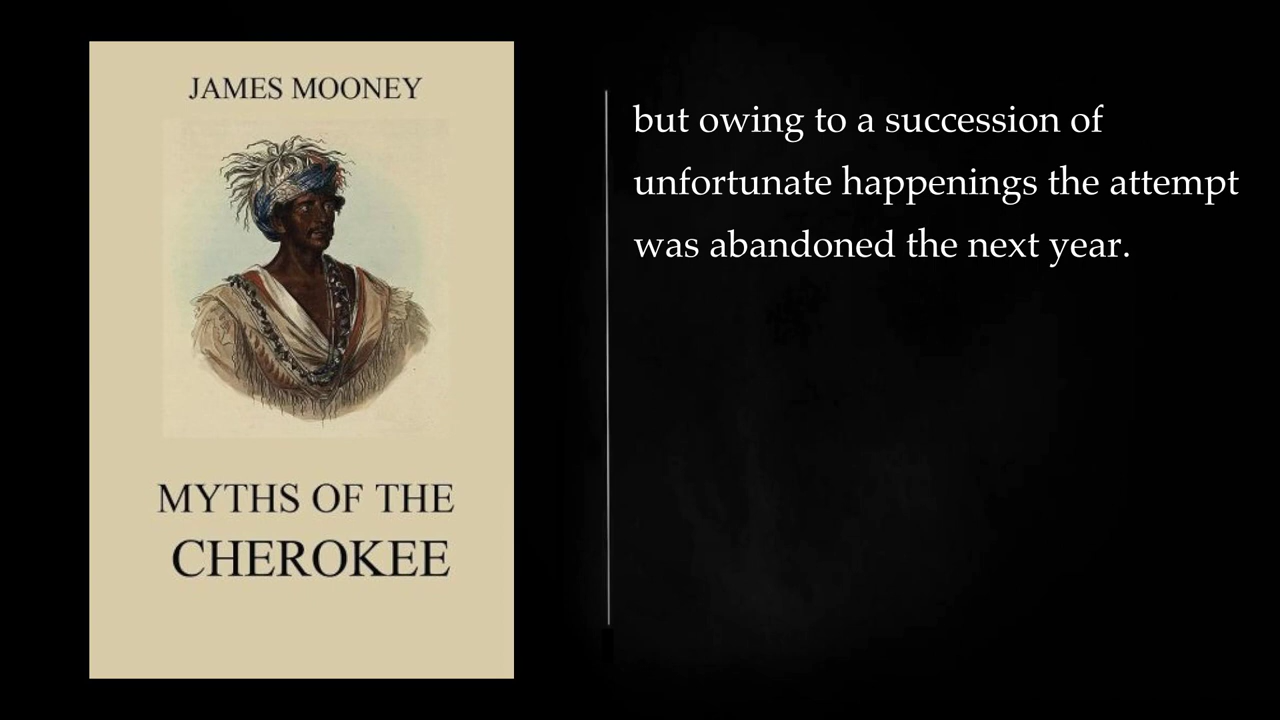 JAMES MOONEY
MYTHS OF THE
CHEROKEE
but owing to a succession of
unfortunate happenings the attempt
was abandoned the next year.